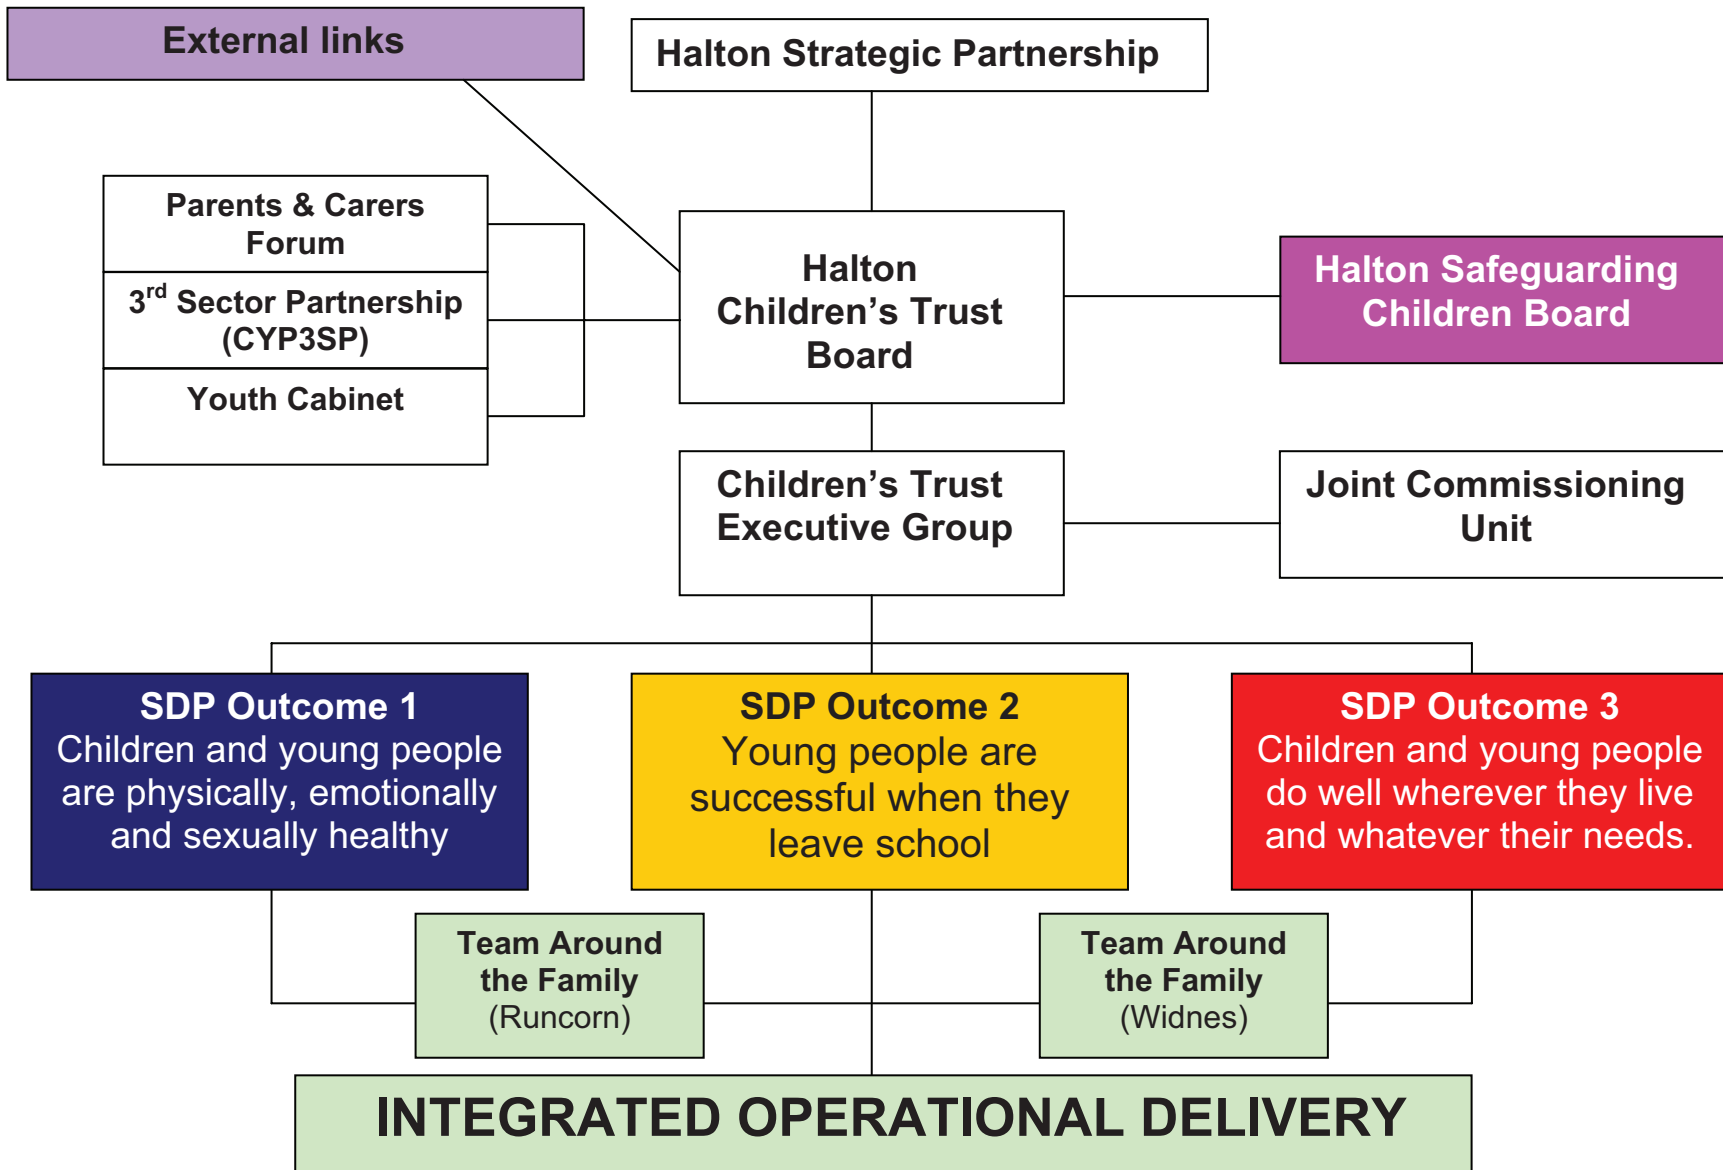 External links
Halton Strategic Partnership
Parents & Carers
Forum
3rd Sector Partnership
(CYP3SP)
Youth Cabinet
Halton
Children’s Trust
Board
Halton Safeguarding
Children Board
Children’s Trust
Executive Group
Joint Commissioning
Unit
SDP Outcome 1
Children and young people
are physically, emotionally
and sexually healthy
SDP Outcome 2
Young people are
successful when they
leave school
SDP Outcome 3
Children and young people
do well wherever they live
and whatever their needs.
Team Around
the Family
(Runcorn)
Team Around
the Family
(Widnes)
INTEGRATED OPERATIONAL DELIVERY